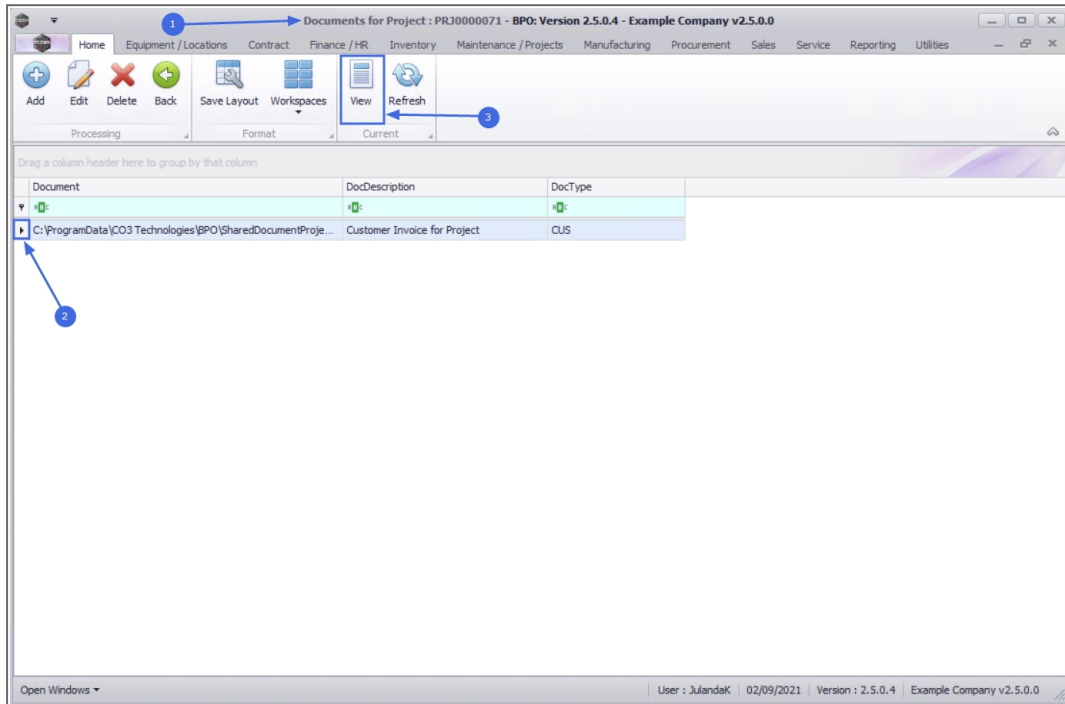 1
Documents for Project : PRJ0000071 - BPO: Version 2.5.0.4 - Example Company v2.5.0.0
Home Equipment / Locations Contract Finance / HR Inventory Maintenance / Projects Manufacturing Procurement Sales Service Reporting Utilities
Add Edit Delete Back Save Layout Workspaces View Refresh
3
Processing Format Current
Drag a column header here to group by that column
Document DocDescription DocType
C:\ProgramData\CO3 Technologies\BPO\SharedDocumentProje... Customer Invoice for Project CUS
2
Open Windows User : JulandaK 02/09/2021 Version : 2.5.0.4 Example Company v2.5.0.0